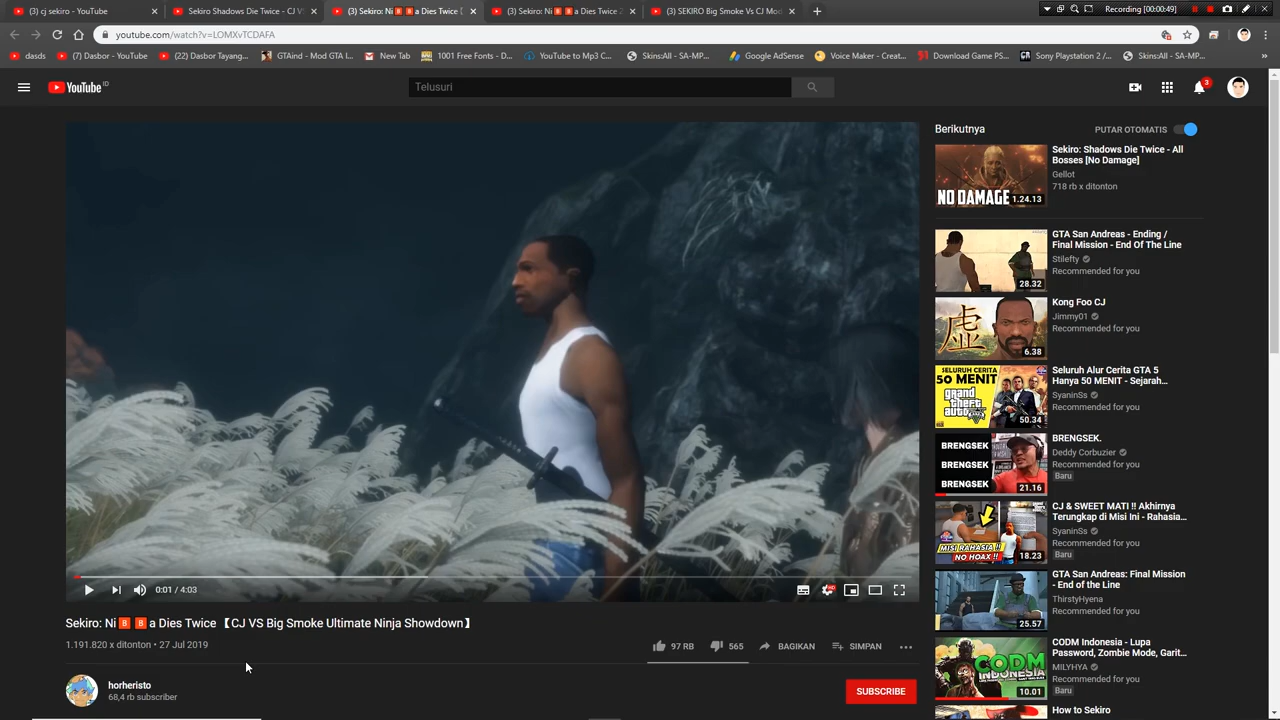 (3) cj sekiro - YouTube
Sekiro Shadows Die Twice - CJ V
(3) Sekiro: Ni🅱🅱a Dies Twice [
(3) Sekiro: Ni🅱🅱a Dies Twice
(3) SEKIRO Big Smoke Vs CJ Moc
Recording (00:00:49)
youtube.com/watch?v=LOMXvTCDAFA
dasds
(7) Dasbor - YouTube
(22) Dasbor Tayang...
GTAind - Mod GTA I...
New Tab
1001 Free Fonts - D...
YouTube to Mp3 C...
Skins:All - SA-MP...
Google AdSense
Voice Maker - Creat...
Download Game PS...
Sony Playstation 2 /...
Skins:All - SA-MP...
YouTube ID
Telusuri
3
Berikutnya
PUTAR OTOMATIS
NO DAMAGE
1.24.13
Sekiro: Shadows Die Twice - All
Bosses [No Damage]
Gellot
718 rb x ditonton
28.32
GTA San Andreas - Ending /
Final Mission - End Of The Line
Stilefty
Recommended for you
虚
6.38
Kong Foo CJ
Jimmy01
Recommended for you
SELURUH CERITA
50 MENIT
grand
theft
auto V
50.34
Seluruh Alur Cerita GTA 5
Hanya 50 MENIT - Sejarah...
SyaninSs
Recommended for you
BRENGSEK
BRENGSEK
BRENGSEK
21.16
BRENGSEK.
Deddy Corbuzier
Recommended for you
Baru
MISI RAHASIA !!
NO HOAX !!
18.23
CJ & SWEET MATI !! Akhirnya
Terungkap di Misi Ini - Rahasia...
SyaninSs
Recommended for you
Baru
25.57
GTA San Andreas: Final Mission
- End of the Line
ThirstyHyena
Recommended for you
CODM
INDONESIA
10.01
CODM Indonesia - Lupa
Password, Zombie Mode, Garit...
MILYHYA
Recommended for you
Baru
How to Sekiro
0:01 / 4:03
HD
Sekiro: Ni🅱🅱a Dies Twice 【CJ VS Big Smoke Ultimate Ninja Showdown】
1.191.820 x ditonton • 27 Jul 2019
97 RB
565
BAGIKAN
SIMPAN
horheristo
68,4 rb subscriber
SUBSCRIBE